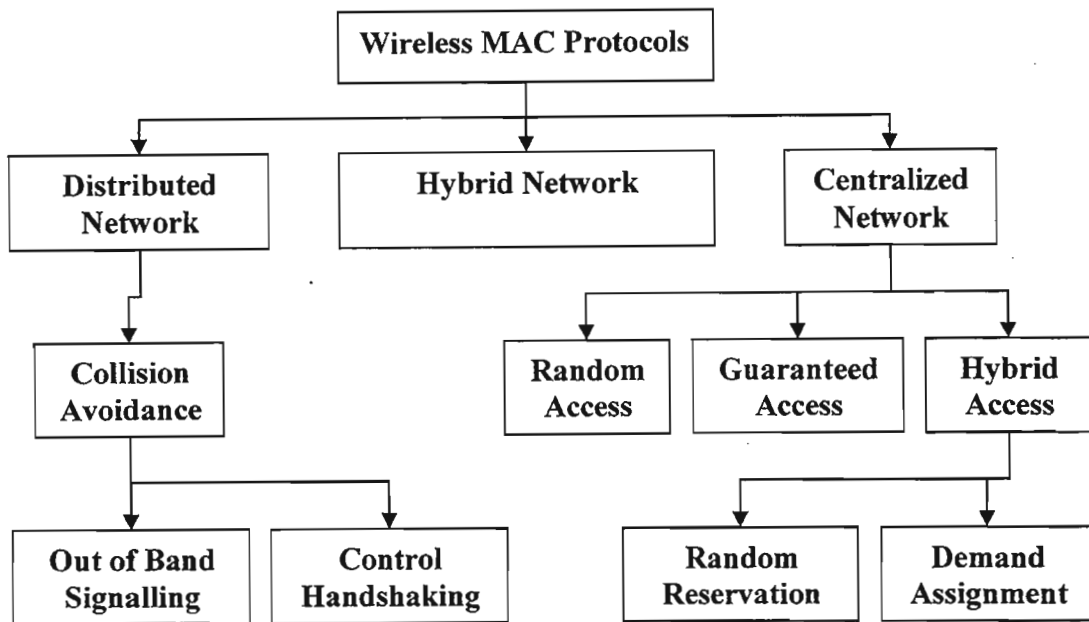 Wireless MAC Protocols
Distributed
Network
Hybrid Network
Centralized
Network
Collision
Avoidance
Random
Access
Guaranteed
Access
Hybrid
Access
Out of Band
Signalling
Control
Handshaking
Random
Reservation
Demand
Assignment